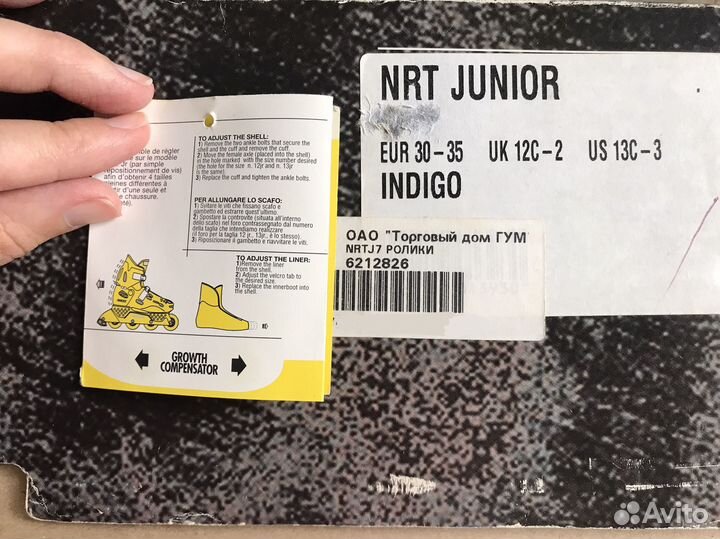 NRT JUNIOR
EUR 30-35 UK 12C-2 US 13C-3
INDIGO
ОАО "Торговый дом ГУМ
NRTJ7 РОЛИКИ
6212826
ble de régler
e sur le modèle
Jr (par simple
positionnement de vis)
afin d'obtenir 4 tailles
leines différentes à
r d'une seule et
e chaussure.
TO ADJUST THE SHELL:
1) Remove the two ankle bolts that secure the
shell and the cuff and remove the cuff.
2) Move the female axle (placed into the shell)
in the hole marked with the size number desired
(the hole for the size n. 12jr and n. 13jr
is the same).
3) Replace the cuff and tighten the ankle bolts.
PER ALLUNGARE LO SCAFO:
1) Svitare le viti che fissano scafo e
gambetto ed estrarre quest'ultimo.
2) Spostare la controvite (situata all'interno
dello scafo) nel foro contrassegnato dal numero
della taglia che intendiamo realizzare
(il foro per la taglia 12 jr., 13jr., è lo stesso).
3) Riposizionare il gambetto e riavvitare le viti.
TO ADJUST THE LINER:
1) Remove the liner
from the shell.
2) Adjust the velcro tab to
the desired size.
3) Replace the innerboot into
the shell.
GROWTH
COMPENSATOR
Avito